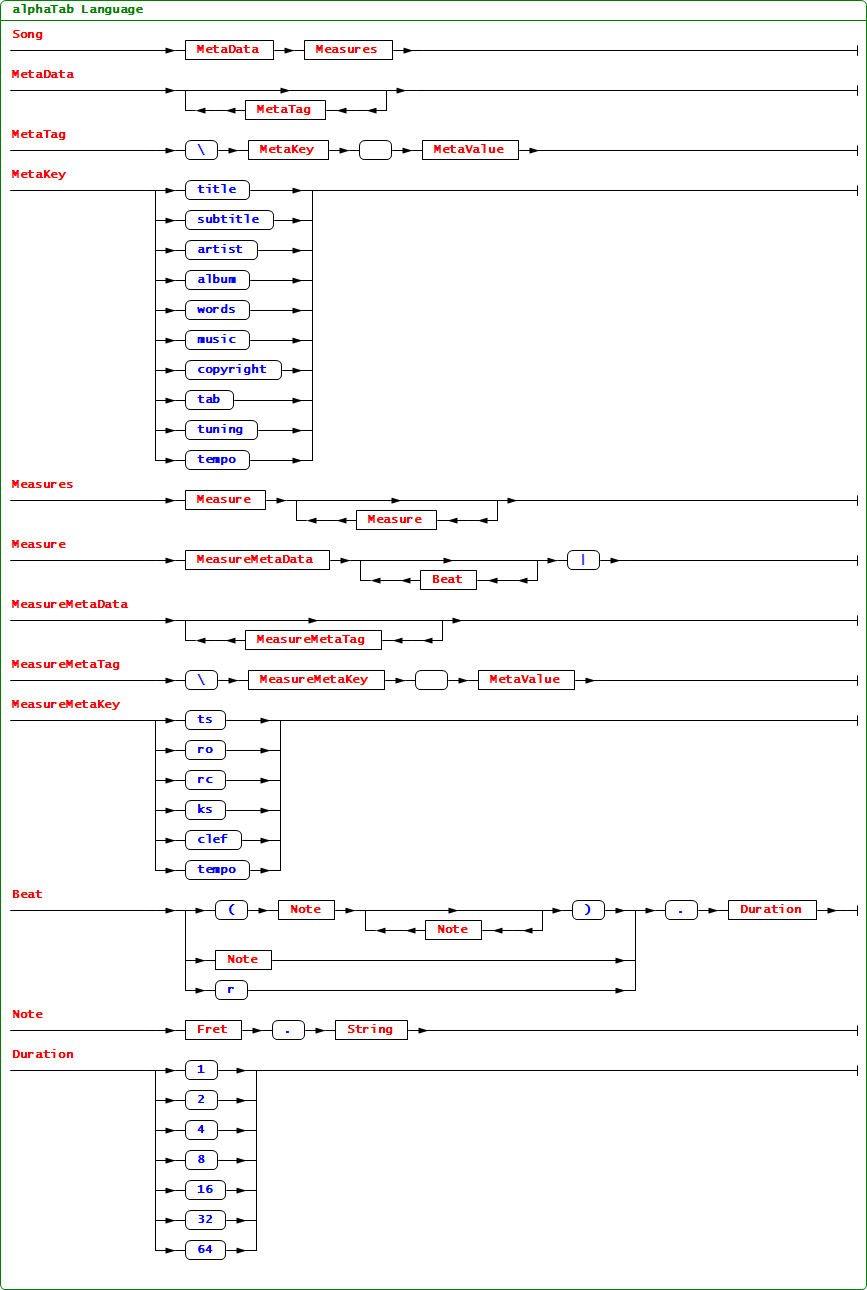 alphaTab Language
Song
MetaData Measures
MetaData
MetaTag
MetaTag
\ MetaKey MetaValue
MetaKey
title
subtitle
artist
album
words
music
copyright
tab
tuning
tempo
Measures
Measure
Measure
Measure
MeasureMetaData |
Beat
MeasureMetaData
MeasureMetaTag
MeasureMetaTag
\ MeasureMetaKey MetaValue
MeasureMetaKey
ts
ro
rc
ks
clef
tempo
Beat
( Note ) . Duration
Note
Note
r
Note
Fret . String
Duration
1
2
4
8
16
32
64